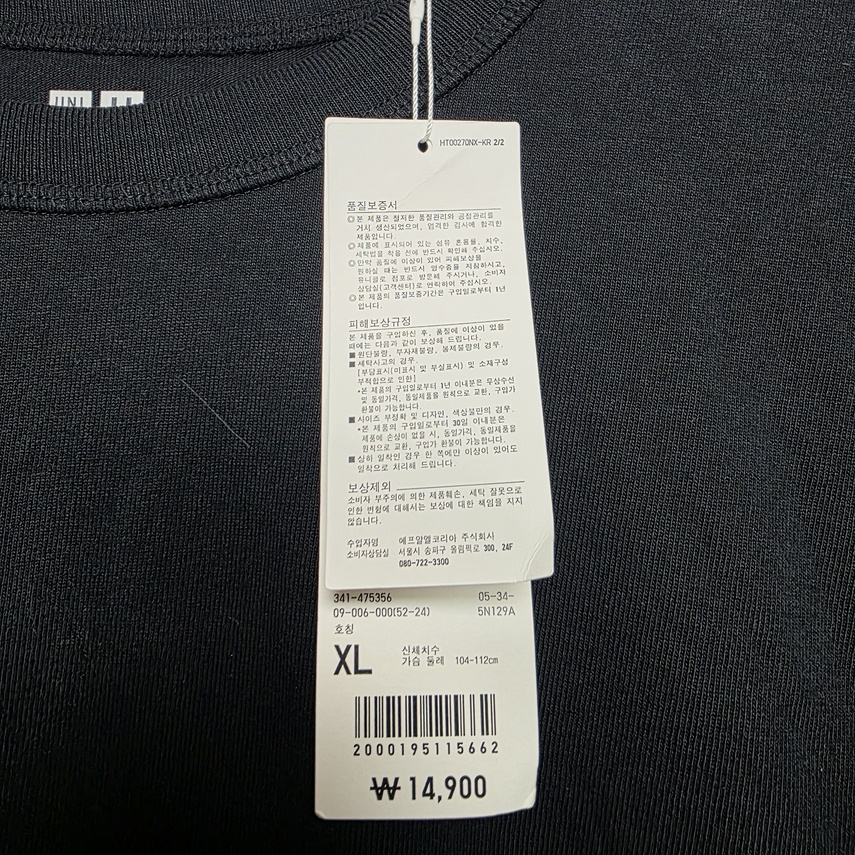 UNI
HT00270NX-KR 2/2
품질보증서
◎본 제품은 철저한 품질관리와 공정관리를
거쳐 생산되었으며, 엄격한 검사에 합격한
제품입니다.
◎제품에 표시되어 있는 섬유 혼용률, 치수,
세탁법을 착용 전에 반드시 확인해 주십시오.
◎만약 품질에 이상이 있어 피해보상을
원하실 때는 반드시 영수증을 지참하시고,
유니클로 점포로 방문해 주시거나, 소비자
상담실(고객센터)로 연락하여 주십시오.
◎본 제품의 품질보증기간은 구입일로부터 1년
입니다.
피해보상규정
본 제품을 구입하신 후, 품질에 이상이 있을
때에는 다음과 같이 보상해 드립니다.
■원단불량, 부자재불량, 봉제불량의 경우.
■세탁사고의 경우.
[부당표시(미표시 및 부실표시) 및 소재구성
부적합으로 인한]
•본 제품의 구입일로부터 1년 이내분은 무상수선
및 동일가격, 동일제품을 원칙으로 교환, 구입가
환불이 가능합니다.
■사이즈 부정확 및 디자인, 색상불만의 경우.
•본 제품의 구입일로부터 30일 이내분은
제품에 손상이 없을 시, 동일가격, 동일제품을
원칙으로 교환, 구입가 환불이 가능합니다.
■상하 일착인 경우 한 쪽에만 이상이 있어도
일착으로 처리해 드립니다.
보상제외
소비자 부주의에 의한 제품훼손, 세탁 잘못으로
인한 변형에 대해서는 보상에 대한 책임을 지지
않습니다.
수입자명 에프알엘코리아 주식회사
소비자상담실 서울시 송파구 올림픽로 300, 24F
080-722-3300
341-475356 05-34-
09-006-000(52-24) 5N129A
호칭
XL 신체치수
가슴 둘레 104-112cm
2000195115662
₩14,900